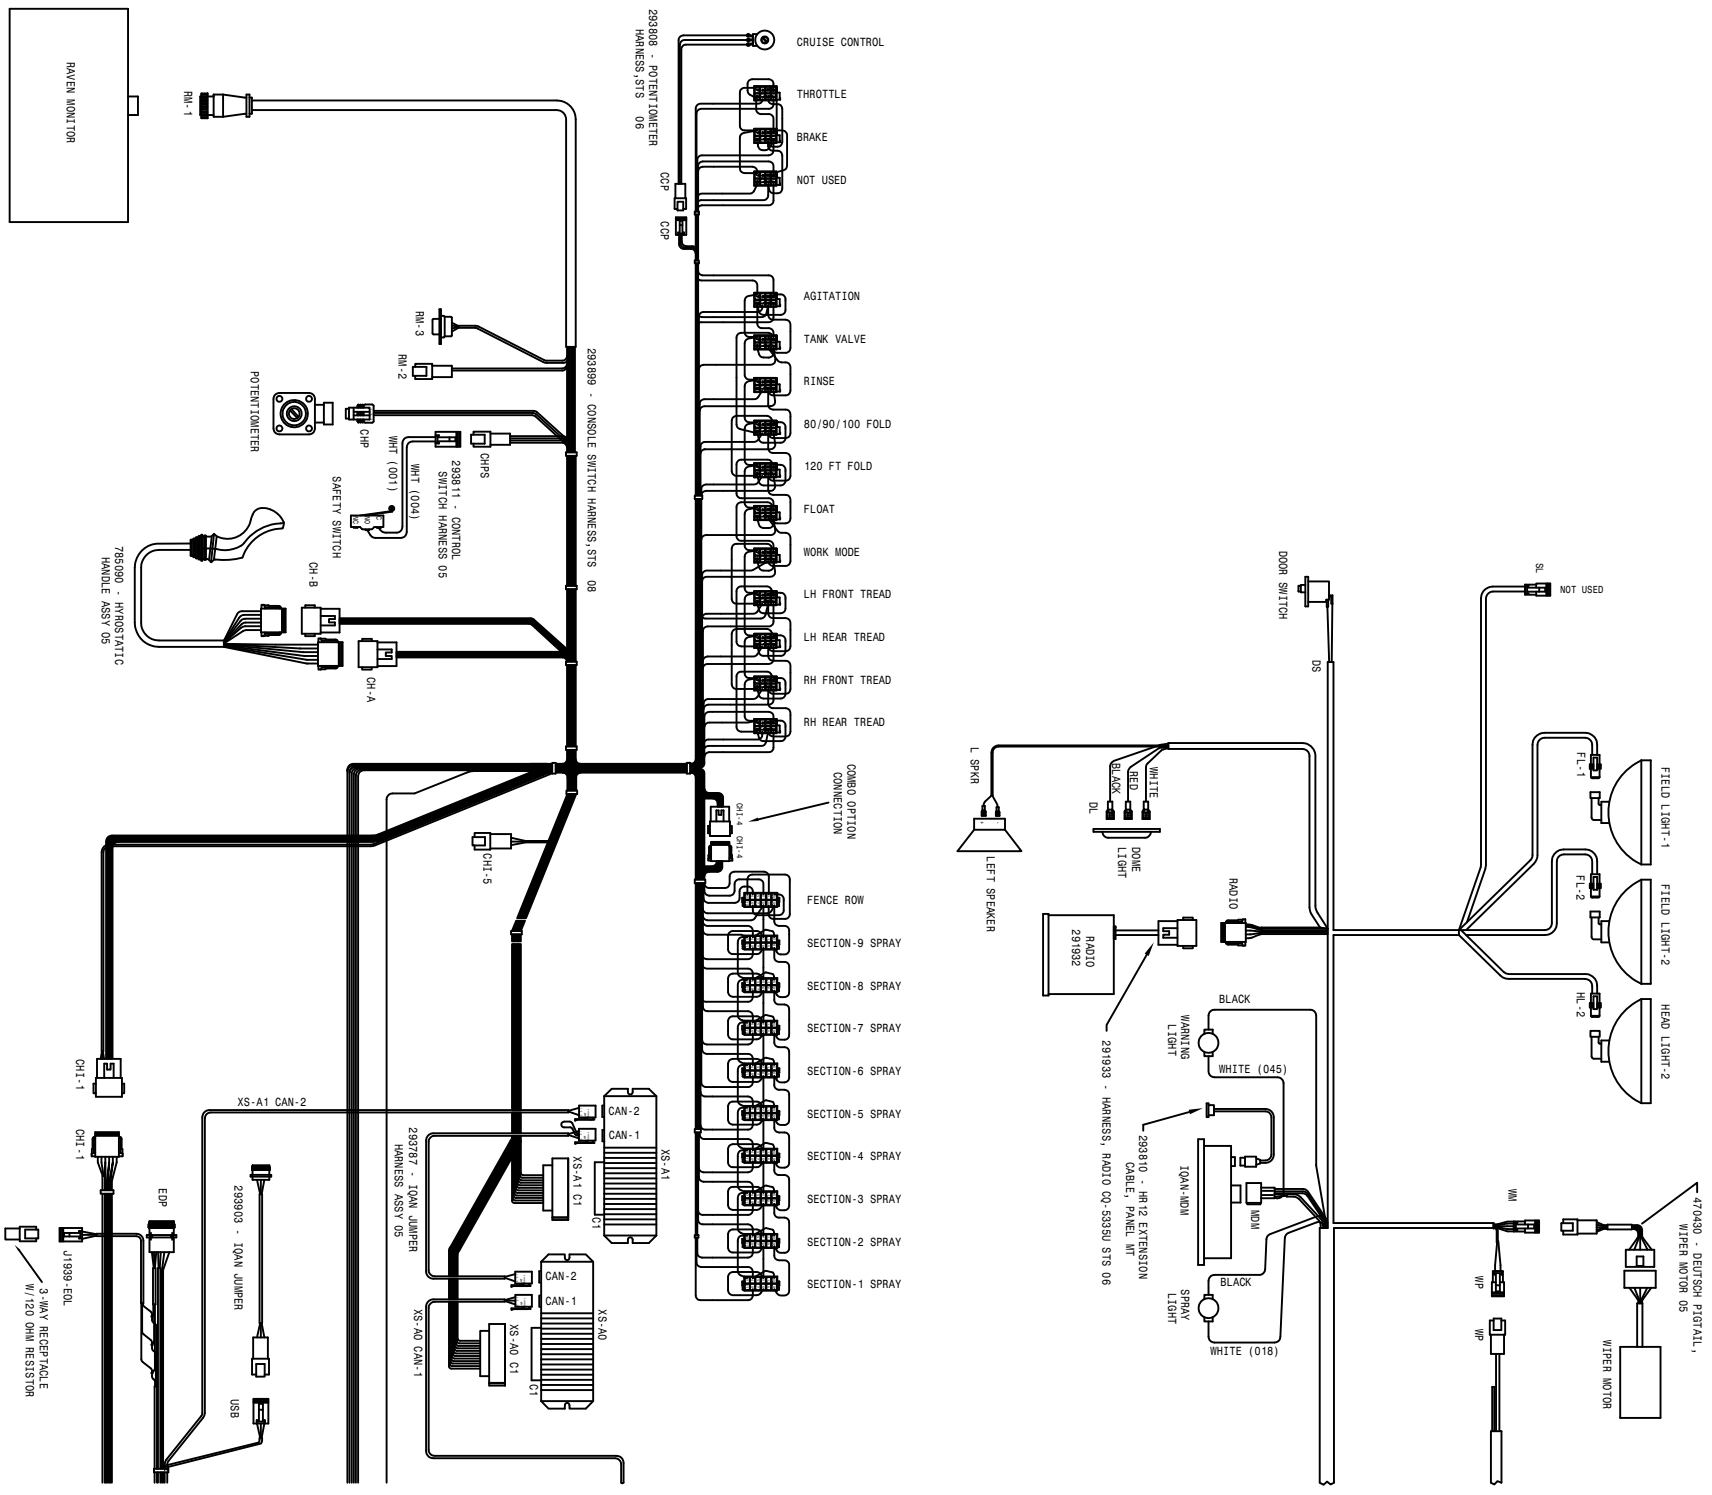 RAVEN MONITOR
RM-1
293808 - POTENTIOMETER
HARNESS,STS 06
CCP
CCP
CRUISE CONTROL
THROTTLE
BRAKE
NOT USED
AGITATION
TANK VALVE
RINSE
80/90/100 FOLD
120 FT FOLD
FLOAT
WORK MODE
LH FRONT TREAD
LH REAR TREAD
RH FRONT TREAD
RH REAR TREAD
COMBO OPTION
CONNECTION
CHI-4
CHI-4
FENCE ROW
SECTION-9 SPRAY
SECTION-8 SPRAY
SECTION-7 SPRAY
SECTION-6 SPRAY
SECTION-5 SPRAY
SECTION-4 SPRAY
SECTION-3 SPRAY
SECTION-2 SPRAY
SECTION-1 SPRAY
RM-3
RM-2
293899 - CONSOLE SWITCH HARNESS,STS 08
POTENTIOMETER
CHP
CHPS
WHT (001)
WHT (004)
293811 - CONTROL
SWITCH HARNESS 05
SAFETY SWITCH
C
NO
NC
785090 - HYROSTATIC
HANDLE ASSY 05
CH-B
CH-A
CHI-5
CHI-1
CHI-1
XS-A1 CAN-2
CAN-2
CAN-1
XS-A1
XS-A1 C1
C1
293787 - IQAN JUMPER
HARNESS ASSY 05
CAN-2
CAN-1
XS-A0
XS-A0 C1
C1
XS-A0 CAN-1
EDP
293903 - IQAN JUMPER
USB
J1939-EOL
3-WAY RECEPTACLE
W/120 OHM RESISTOR
DOOR SWITCH
DS
SL
NOT USED
FL-1
FIELD LIGHT-1
FL-2
FIELD LIGHT-2
HL-2
HEAD LIGHT-2
L SPKR
LEFT SPEAKER
BLACK
RED
WHITE
DL
DOME
LIGHT
RADIO
RADIO
291932
291933 - HARNESS, RADIO CQ-5335U STS 06
BLACK
WARNING
LIGHT
WHITE (045)
293810 - HR12 EXTENSION
CABLE, PANEL MT
IQAN-MDM
MDM
BLACK
SPRAY
LIGHT
WHITE (018)
WM
WP
WP
470430 - DEUTSCH PIGTAIL,
WIPER MOTOR 05
WIPER MOTOR